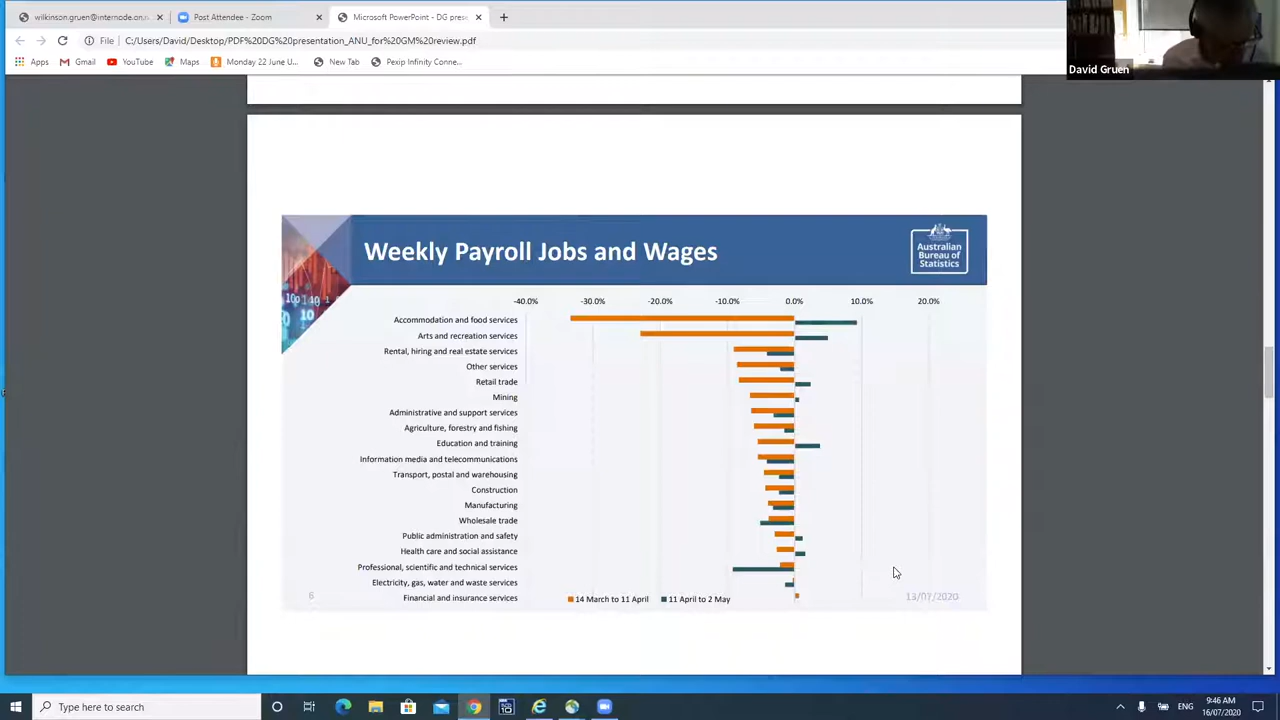 wilkinson.gruen@internode.on.n
Post Attendee - Zoom
Microsoft PowerPoint - DG pres
File
C:/Users/David/Desktop/PDF%20DG%20presentation_ANU_for%20GM%20review.pdf
Apps
Gmail
YouTube
Maps
Monday 22 June U...
New Tab
Pexip Infinity Conne...
David Gruen
Weekly Payroll Jobs and Wages
Australian
Bureau of
Statistics
-40.0% -30.0% -20.0% -10.0% 0.0% 10.0% 20.0%
Accommodation and food services
Arts and recreation services
Rental, hiring and real estate services
Other services
Retail trade
Mining
Administrative and support services
Agriculture, forestry and fishing
Education and training
Information media and telecommunications
Transport, postal and warehousing
Construction
Manufacturing
Wholesale trade
Public administration and safety
Health care and social assistance
Professional, scientific and technical services
Electricity, gas, water and waste services
Financial and insurance services
14 March to 11 April
11 April to 2 May
6
13/07/2020
Type here to search
ENG
9:46 AM
16/07/2020